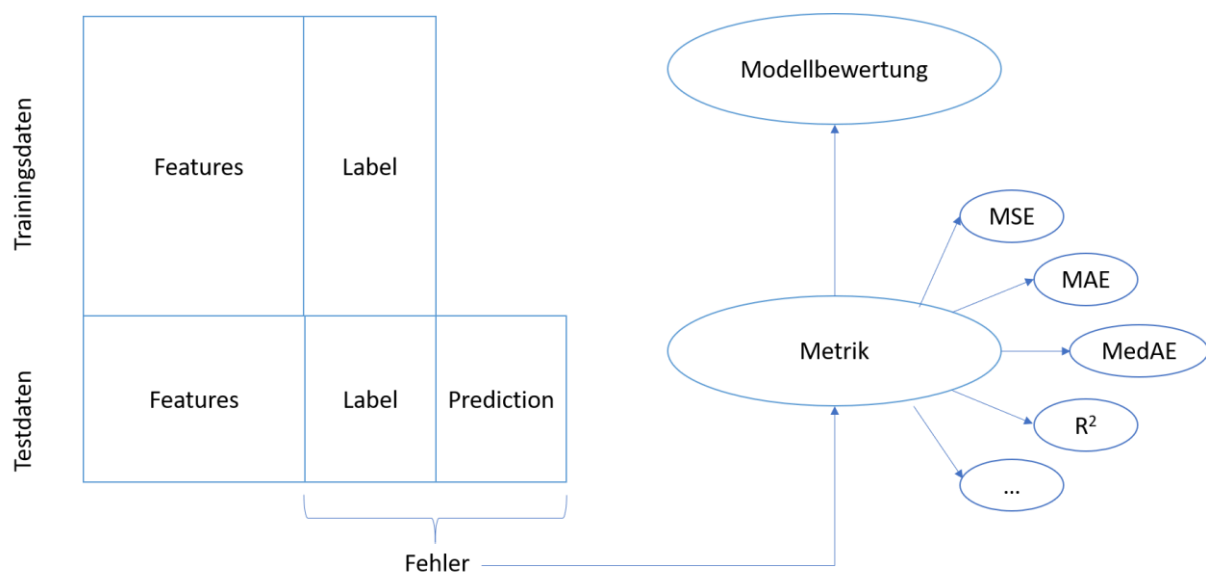 Trainingsdaten
Features
Label
Testdaten
Features
Label
Prediction
Fehler
Modellbewertung
Metrik
MSE
MAE
MedAE
R²
...